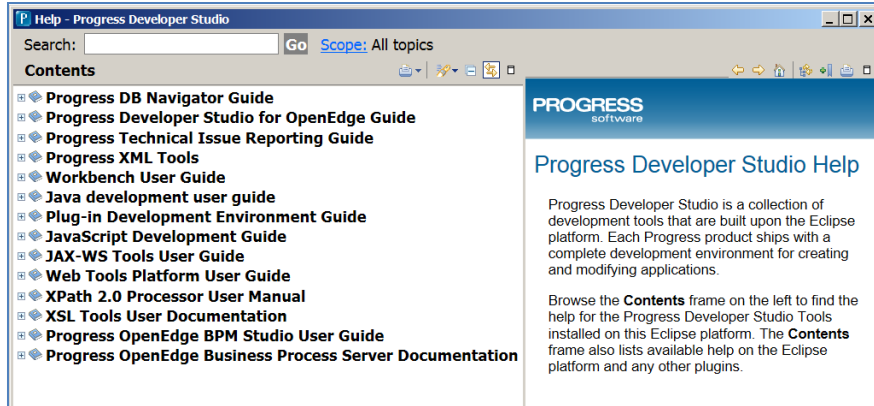 Help - Progress Developer Studio
Search: Go Scope: All topics
Contents
Progress DB Navigator Guide
Progress Developer Studio for OpenEdge Guide
Progress Technical Issue Reporting Guide
Progress XML Tools
Workbench User Guide
Java development user guide
Plug-in Development Environment Guide
JavaScript Development Guide
JAX-WS Tools User Guide
Web Tools Platform User Guide
XPath 2.0 Processor User Manual
XSL Tools User Documentation
Progress OpenEdge BPM Studio User Guide
Progress OpenEdge Business Process Server Documentation
PROGRESS
software
Progress Developer Studio Help
Progress Developer Studio is a collection of
development tools that are built upon the Eclipse
platform. Each Progress product ships with a
complete development environment for creating
and modifying applications.
Browse the Contents frame on the left to find the
help for the Progress Developer Studio Tools
installed on this Eclipse platform. The Contents
frame also lists available help on the Eclipse
platform and any other plugins.